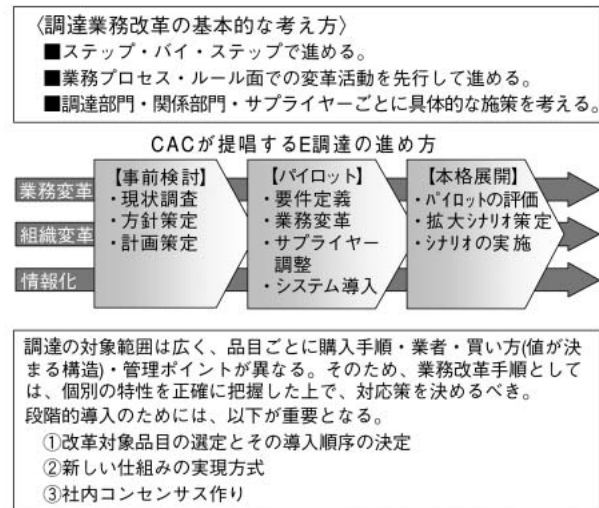 〈調達業務改革の基本的な考え方〉
■ステップ・バイ・ステップで進める。
■業務プロセス・ルール面での変革活動を先行して進める。
■調達部門・関係部門・サプライヤーごとに具体的な施策を考える。
CACが提唱するE調達の進め方
業務変革
組織変革
情報化
【事前検討】
・現状調査
・方針策定
・計画策定
【パイロット】
・要件定義
・業務変革
・サプライヤー
調整
・システム導入
【本格展開】
・パイロットの評価
・拡大シナリオ策定
・シナリオの実施
調達の対象範囲は広く、品目ごとに購入手順・業者・買い方(値が決
まる構造)・管理ポイントが異なる。そのため、業務改革手順として
は、個別の特性を正確に把握した上で、対応策を決めるべき。
段階的導入のためには、以下が重要となる。
①改革対象品目の選定とその導入順序の決定
②新しい仕組みの実現方式
③社内コンセンサス作り